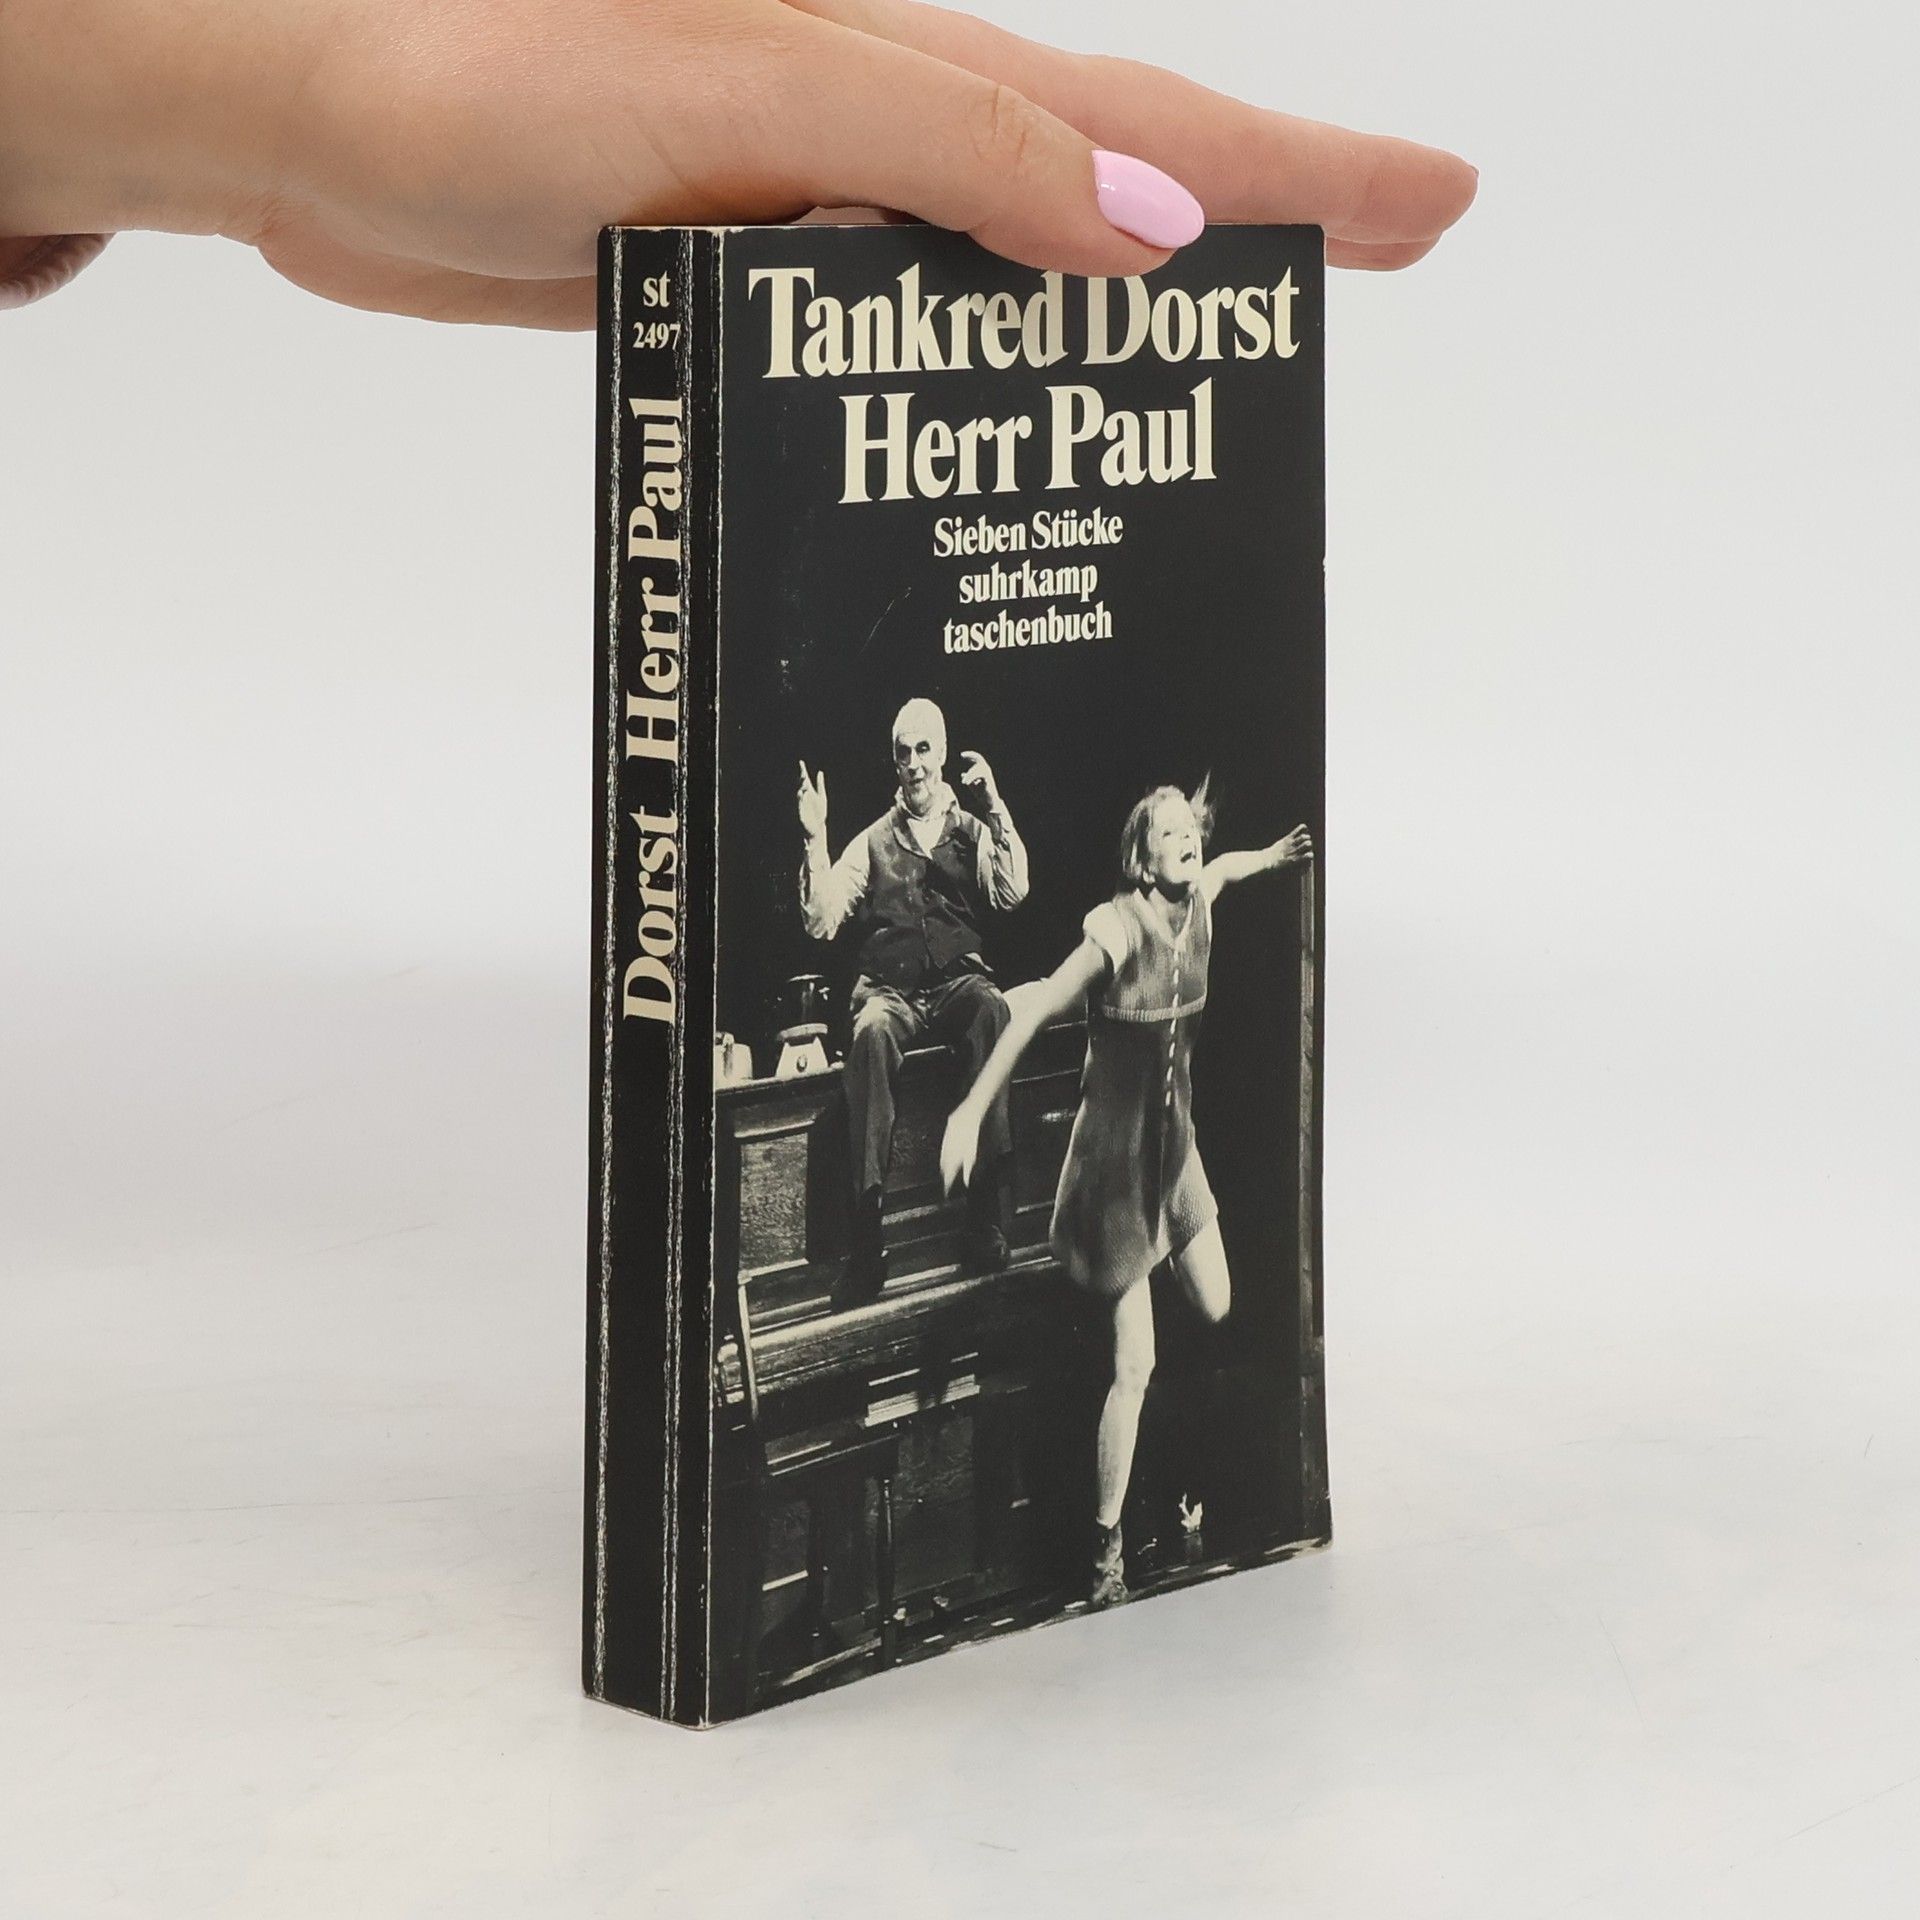 st
2497
Dorst Herr Paul
Tankred Dorst
Herr Paul
Sieben Stücke
suhrkamp
taschenbuch